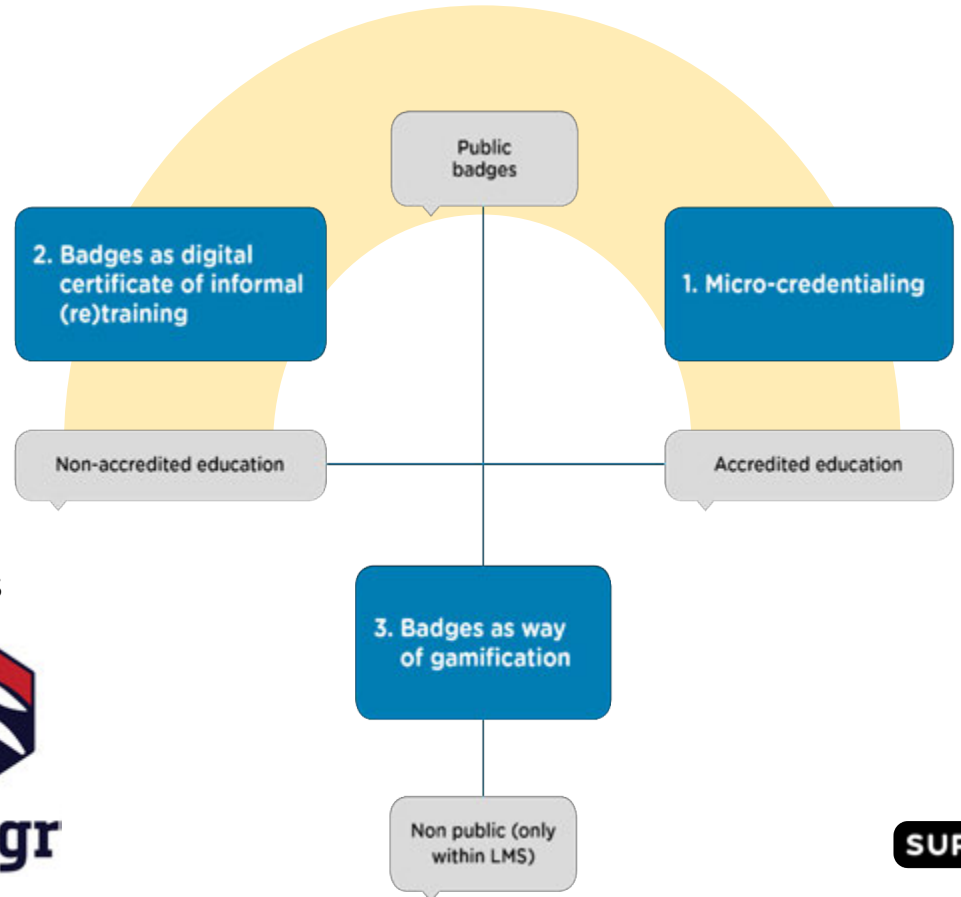 Public
badges
2. Badges as digital
certificate of informal
(re)training
1. Micro-credentialing
Non-accredited education
Accredited education
3. Badges as way
of gamification
Non public (only
within LMS)